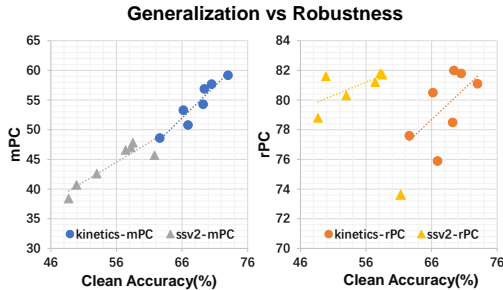 Generalization vs Robustness
65
60
55
50
45
40
35
30
mPC
kinetics-mPC ssv2-mPC
46 56 66 76
Clean Accuracy(%)
84
82
80
78
76
74
72
70
rPC
kinetics-rPC ssv2-rPC
46 56 66 76
Clean Accuracy(%)